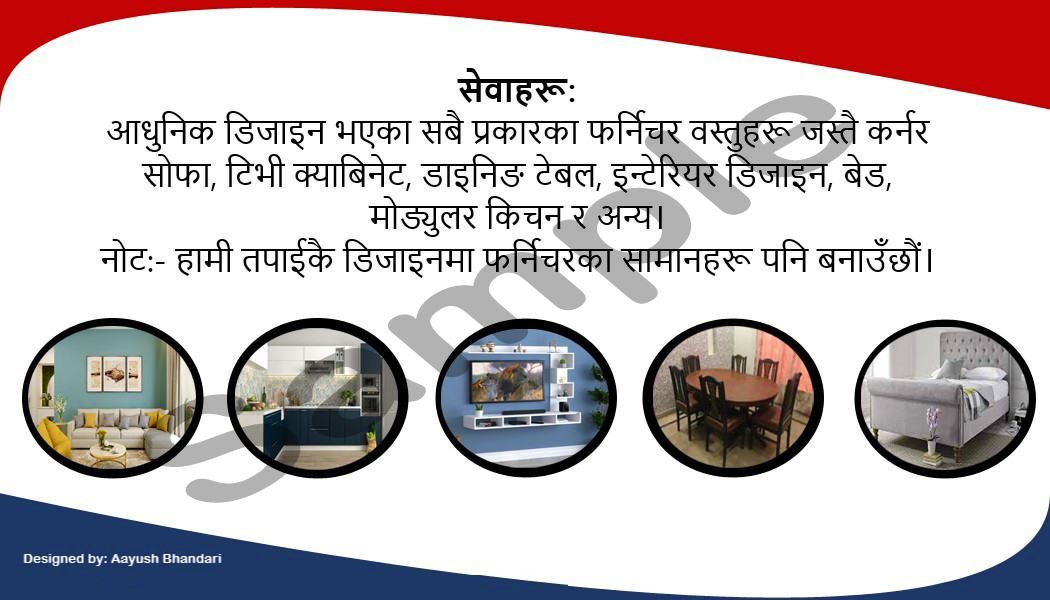 सेवाहरू:
आधुनिक डिजाइन भएका सबै प्रकारका फर्निचर वस्तुहरू जस्तै कर्नर
सोफा, टिभी क्याबिनेट, डाइनिङ टेबल, इन्टेरियर डिजाइन, बेड,
मोड्युलर किचन र अन्य।
नोट:- हामी तपाईकै डिजाइनमा फर्निचरका सामानहरू पनि बनाउँछौं।
Sample
Designed by: Aayush Bhandari